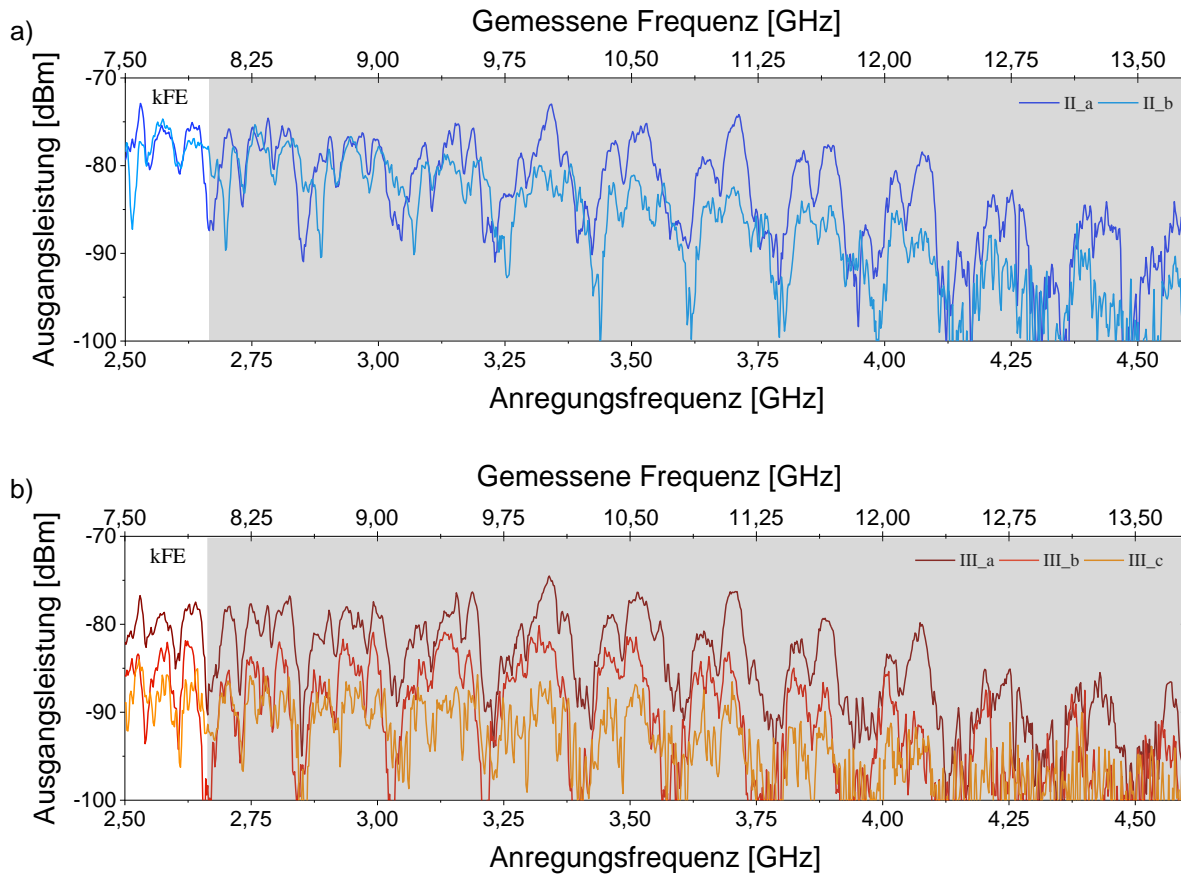 a)
Gemessene Frequenz [GHz]
7,50 8,25 9,00 9,75 10,50 11,25 12,00 12,75 13,50
Ausgangsleistung [dBm]
-70
-80
-90
-100
kFE
II_a II_b
2,50 2,75 3,00 3,25 3,50 3,75 4,00 4,25 4,50
Anregungsfrequenz [GHz]
b)
Gemessene Frequenz [GHz]
7,50 8,25 9,00 9,75 10,50 11,25 12,00 12,75 13,50
Ausgangsleistung [dBm]
-70
-80
-90
-100
kFE
III_a III_b III_c
2,50 2,75 3,00 3,25 3,50 3,75 4,00 4,25 4,50
Anregungsfrequenz [GHz]